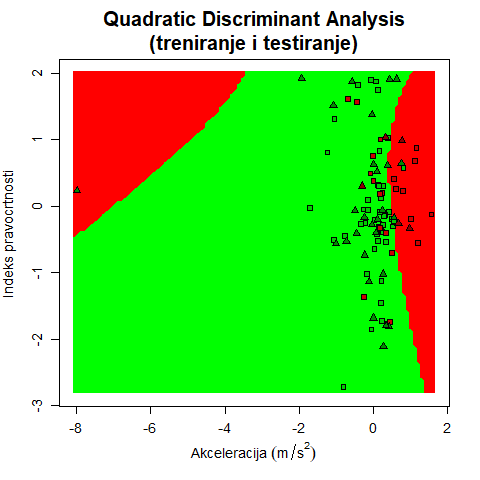 Quadratic Discriminant Analysis
(treniranje i testiranje)
Indeks pravocrtnosti
2
1
0
-1
-2
-3
-8 -6 -4 -2 0 2
Akceleracija (m/s²)